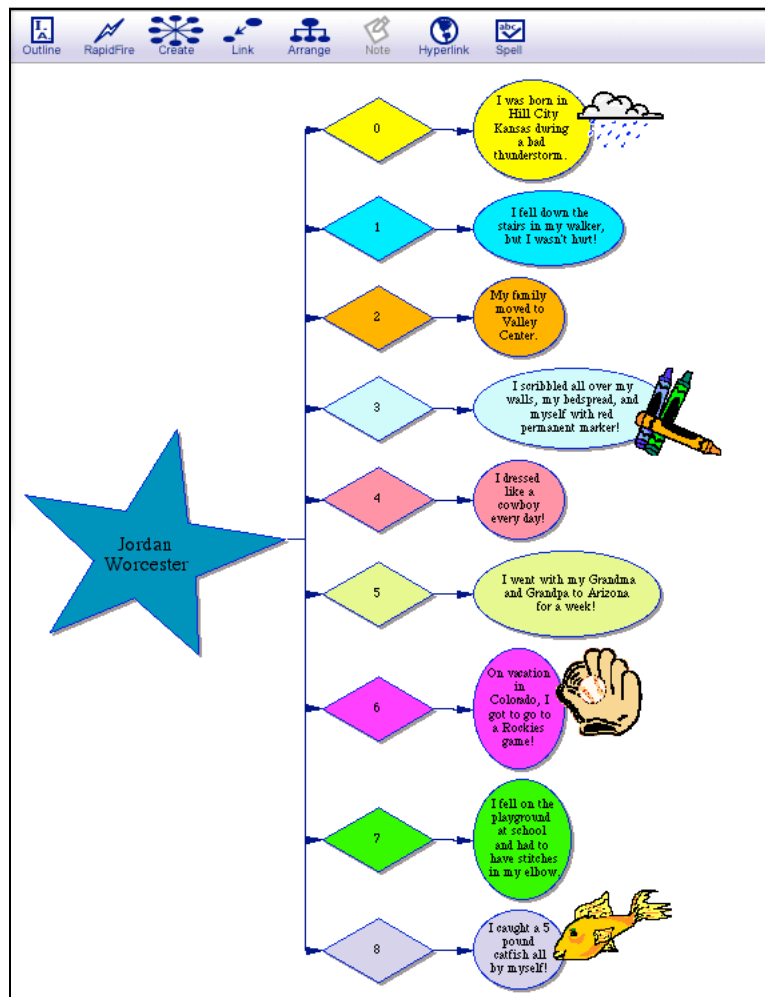 Outline RapidFire Create Link Arrange Note Hyperlink Spell
Jordan
Worcester
0
I was born in
Hill City
Kansas during
a bad
thunderstorm.
1
I fell down the
stairs in my walker,
but I wasn't hurt!
2
My family
moved to
Valley
Center.
3
I scribbled all over my
walls, my bedspread, and
myself with red
permanent marker!
4
I dressed
like a
cowboy
every day!
5
I went with my Grandma
and Grandpa to Arizona
for a week!
6
On vacation
in
Colorado, I
got to go to
a Rockies
game!
7
I fell on the
playground
at school
and had to
have stitches
in my elbow.
8
I caught a 5
pound
catfish all
by myself!